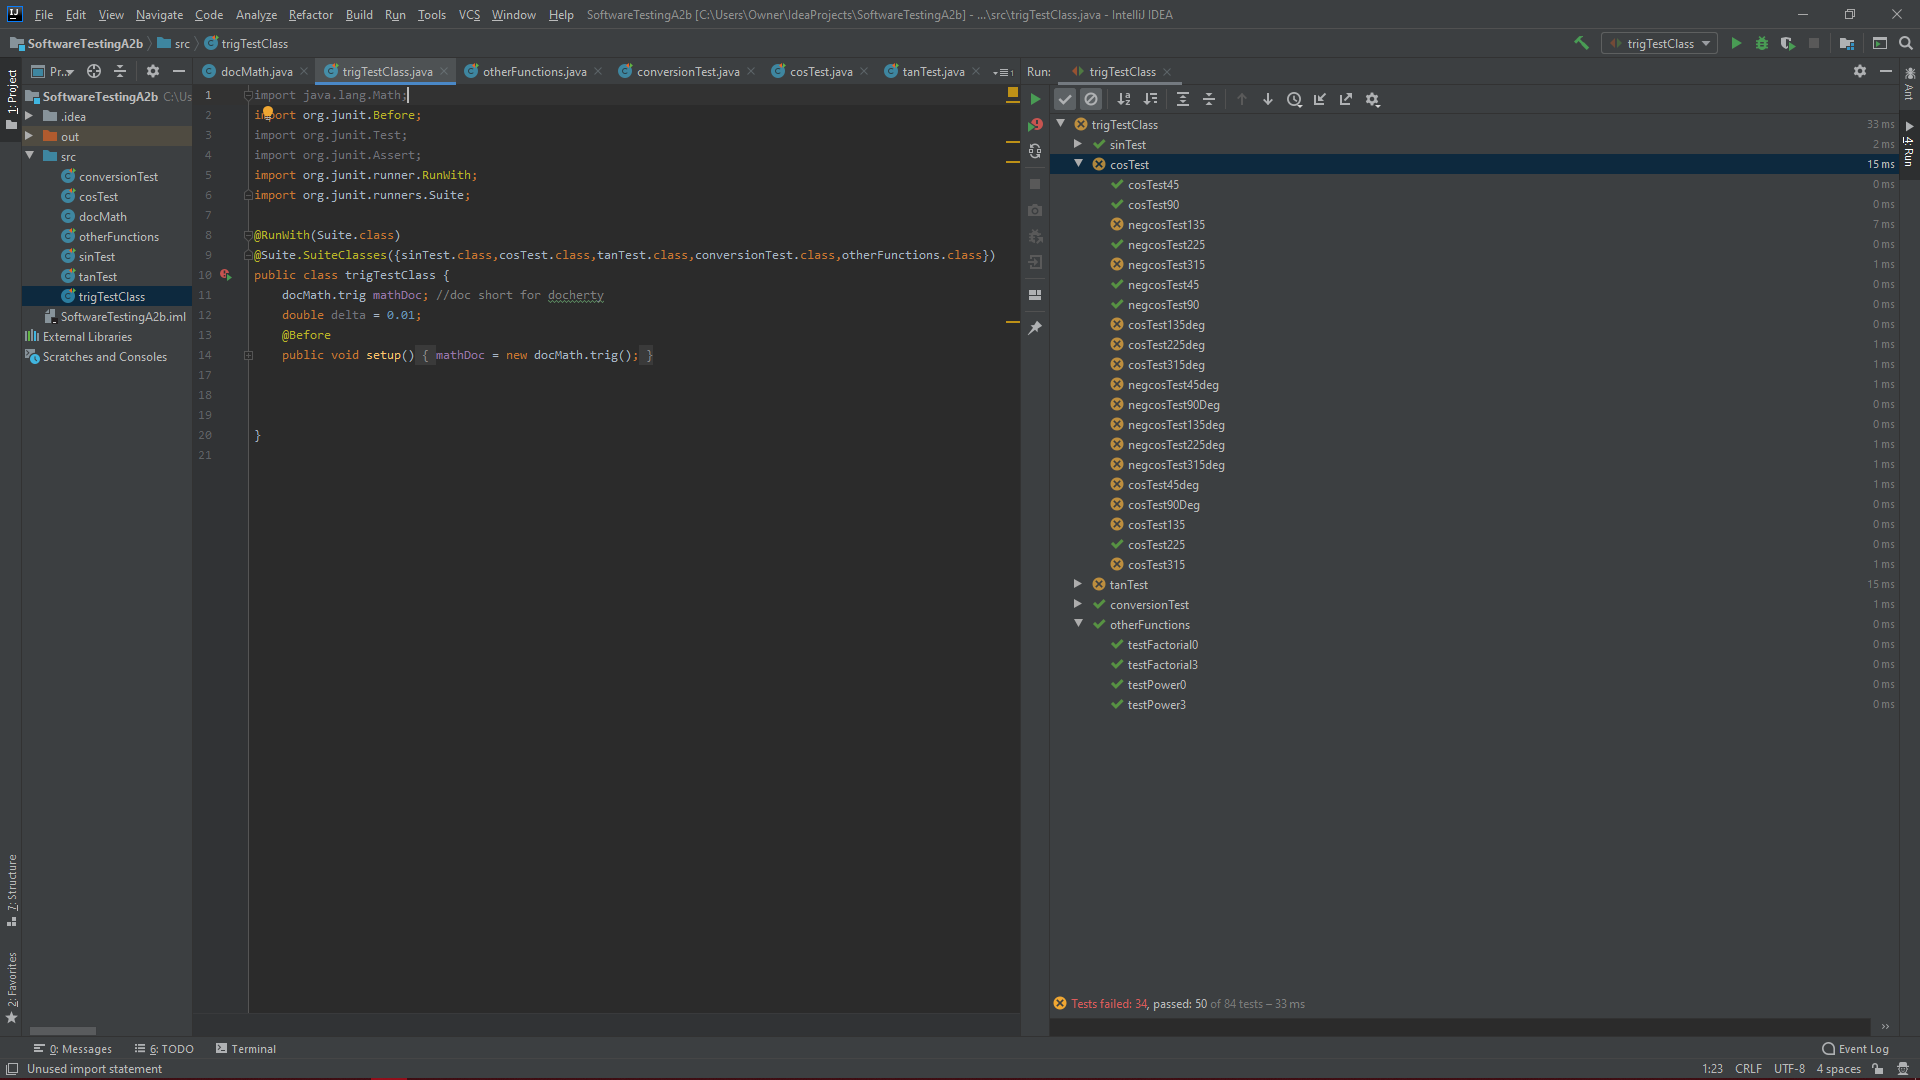 File Edit View Navigate Code Analyze Refactor Build Run Tools VCS Window Help SoftwareTestingA2b [C:\Users\Owner\IdeaProjects\SoftwareTestingA2b] - ...\src\trigTestClass.java - IntelliJ IDEA
SoftwareTestingA2b src trigTestClass
trigTestClass
1: Project
Pr...
SoftwareTestingA2b C:\Us
.idea
out
src
conversionTest
cosTest
docMath
otherFunctions
sinTest
tanTest
trigTestClass
SoftwareTestingA2b.iml
External Libraries
Scratches and Consoles
7: Structure
2: Favorites
docMath.java trigTestClass.java otherFunctions.java conversionTest.java cosTest.java tanTest.java
1 import java.lang.Math;
2 import org.junit.Before;
3 import org.junit.Test;
4 import org.junit.Assert;
5 import org.junit.runner.RunWith;
6 import org.junit.runners.Suite;
7
8 @RunWith(Suite.class)
9 @Suite.SuiteClasses({sinTest.class,cosTest.class,tanTest.class,conversionTest.class,otherFunctions.class})
10 public class trigTestClass {
11 docMath.trig mathDoc; //doc short for docherty
12 double delta = 0.01;
13 @Before
14 public void setup() { mathDoc = new docMath.trig(); }
17
18
19
20 }
21
Run: trigTestClass
trigTestClass 33 ms
sinTest 2 ms
cosTest 15 ms
cosTest45 0 ms
cosTest90 0 ms
negcosTest135 7 ms
negcosTest225 0 ms
negcosTest315 1 ms
negcosTest45 0 ms
negcosTest90 0 ms
cosTest135deg 0 ms
cosTest225deg 1 ms
cosTest315deg 1 ms
negcosTest45deg 1 ms
negcosTest90Deg 0 ms
negcosTest135deg 0 ms
negcosTest225deg 1 ms
negcosTest315deg 1 ms
cosTest45deg 1 ms
cosTest90Deg 0 ms
cosTest135 0 ms
cosTest225 0 ms
cosTest315 1 ms
tanTest 15 ms
conversionTest 1 ms
otherFunctions 0 ms
testFactorial0 0 ms
testFactorial3 0 ms
testPower0 0 ms
testPower3 0 ms
Tests failed: 34, passed: 50 of 84 tests – 33 ms
Ant
4: Run
0: Messages 6: TODO Terminal Event Log
Unused import statement 1:23 CRLF UTF-8 4 spaces